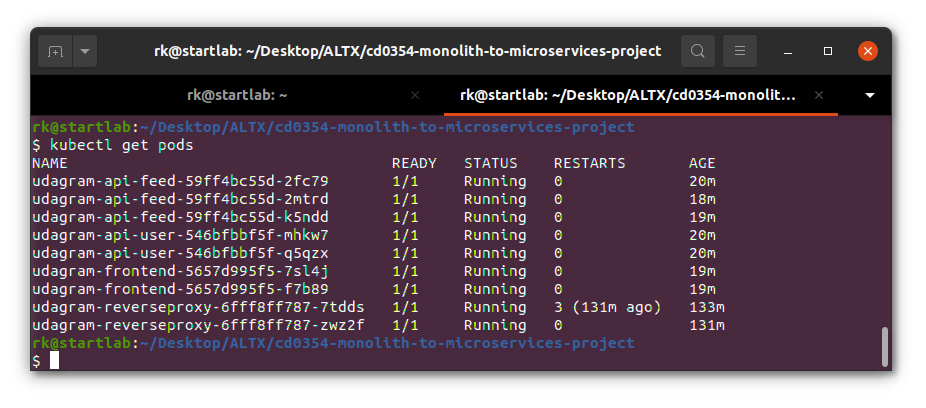 rk@startlab: ~/Desktop/ALTX/cd0354-monolith-to-microservices-project
rk@startlab: ~
rk@startlab: ~/Desktop/ALTX/cd0354-monolit...
rk@startlab:~/Desktop/ALTX/cd0354-monolith-to-microservices-project
$ kubectl get pods
NAME READY STATUS RESTARTS AGE
udagram-api-feed-59ff4bc55d-2fc79 1/1 Running 0 20m
udagram-api-feed-59ff4bc55d-2mtrd 1/1 Running 0 18m
udagram-api-feed-59ff4bc55d-k5ndd 1/1 Running 0 19m
udagram-api-user-546bfbbf5f-mhkw7 1/1 Running 0 20m
udagram-api-user-546bfbbf5f-q5qzx 1/1 Running 0 20m
udagram-frontend-5657d995f5-7sl4j 1/1 Running 0 19m
udagram-frontend-5657d995f5-f7b89 1/1 Running 0 19m
udagram-reverseproxy-6fff8ff787-7tdds 1/1 Running 3 (131m ago) 133m
udagram-reverseproxy-6fff8ff787-zwz2f 1/1 Running 0 131m
rk@startlab:~/Desktop/ALTX/cd0354-monolith-to-microservices-project
$